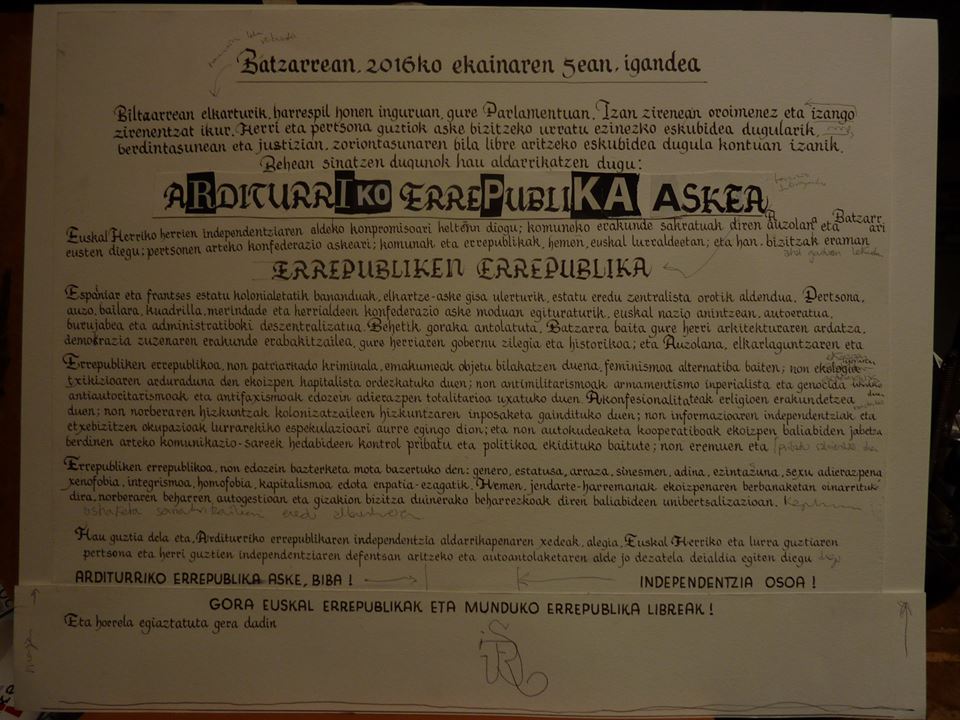 Batzarrean, 2016ko ekainaren 5ean, igandea
Biltzarrean elkarturik, harrespil honen inguruan, gure Parlamentuan. Izan zirenean oroimenez eta izango
zirenentzat ikur. Herri eta pertsona guztiok aske bizitzeko urratu ezinezko eskubidea dugularik,
berdintasunean eta justizian, zoriontasunaren bila libre aritzeko eskubidea dugula kontuan izanik.
Behean sinatzen dugunok hau aldarrikatzen dugu:
ARDITURRIKO ERREPUBLIKA ASKEA
Euskal Herriko herrien independentziaren aldeko konpromisoari heltzen diogu; komuneko erakunde sakratuak diren Auzolan eta Batzarrari
eusten diegu; pertsonen arteko konfederazio askeari; komunak eta errepublikak, hemen, euskal lurraldeetan; eta han bizitzak eraman
ERREPUBLIKEN ERREPUBLIKA
Espainiar eta frantses estatu kolonialetatik bananduak, elkartze-aske gisa ulerturik, estatu eredu zentralista orotik aldendua. Pertsona,
auzo, bailara, kuadrilla, merindade eta herrialdeen konfederazio aske moduan egituraturik, euskal nazio anintzean, autoeratua,
burujabea eta administratiboki deszentralizatua. Behetik goraka antolatuta, Batzarra baita gure herri arkitekturaren ardatza,
demokrazia zuzenaren erakunde erabakitzailea, gure herriaren gobernu zilegia eta historikoa; eta Auzolana, elkarlaguntzaren eta
Errepubliken errepublikoa, non patriarkado kriminala, emakumeak objetu bilakatzen duena, feminismoa alternatiba baiten; non ekologia
txikizioaren arduraduna den ekoizpen kapitalista ordezkatuko duen; non antimilitarismoak armamentismo inperialista eta genocida
antiautoritarismoak eta antifaxismoak edozein adierazpen totalitarioa uxatuko duen. Akonfesionalitateak erligioen erakundetzea
duen; non norberaren hizkuntzak kolonizatzaileen hizkuntzaren inposaketa gaindituko duen; non informazioaren independentziak eta
etxebizitzen okupazioak lurrarekiko espekulazioari aurre egingo dion; eta non autokudeaketa kooperatiboak ekoizpen baliabiden jabetza
berdinen arteko komunikazio-sareek hedabideen kontrol pribatu eta politikoa ekidituko baitute; non eremuen eta
Errepubliken errepublikoa, non edozein bazterketa mota bazertuko den: genero, estatusa, arraza, sinesmen, adina, ezintasuna, sexu adierazpena
xenofobia, integrismoa, homofobia, kapitalismoa edota enpatia-ezagatik. Hemen, jendarte-harremanak ekoizpenaren berbanaketan oinarrituko
dira, norberaren beharren, autogestioan eta gizakion bizitza duinerako beharrezkoak diren baliabideen unibertsalizazioan.
Hau guztia dela eta, Arditurriko errepublikaren independentzia aldarrikapenaren xedeak, alegia, Euskal Herriko eta lurra guztiaren
pertsona eta herri guztien independentziaren defentsan aritzeko eta autoantolaketaren alde jo dezatela deialdia egiten diegu
ARDITURRIKO ERREPUBLIKA ASKE, BIBA ! INDEPENDENTZIA OSOA !
GORA EUSKAL ERREPUBLIKAK ETA MUNDUKO ERREPUBLIKA LIBREAK !
Eta horrela egiaztatuta gera dadin